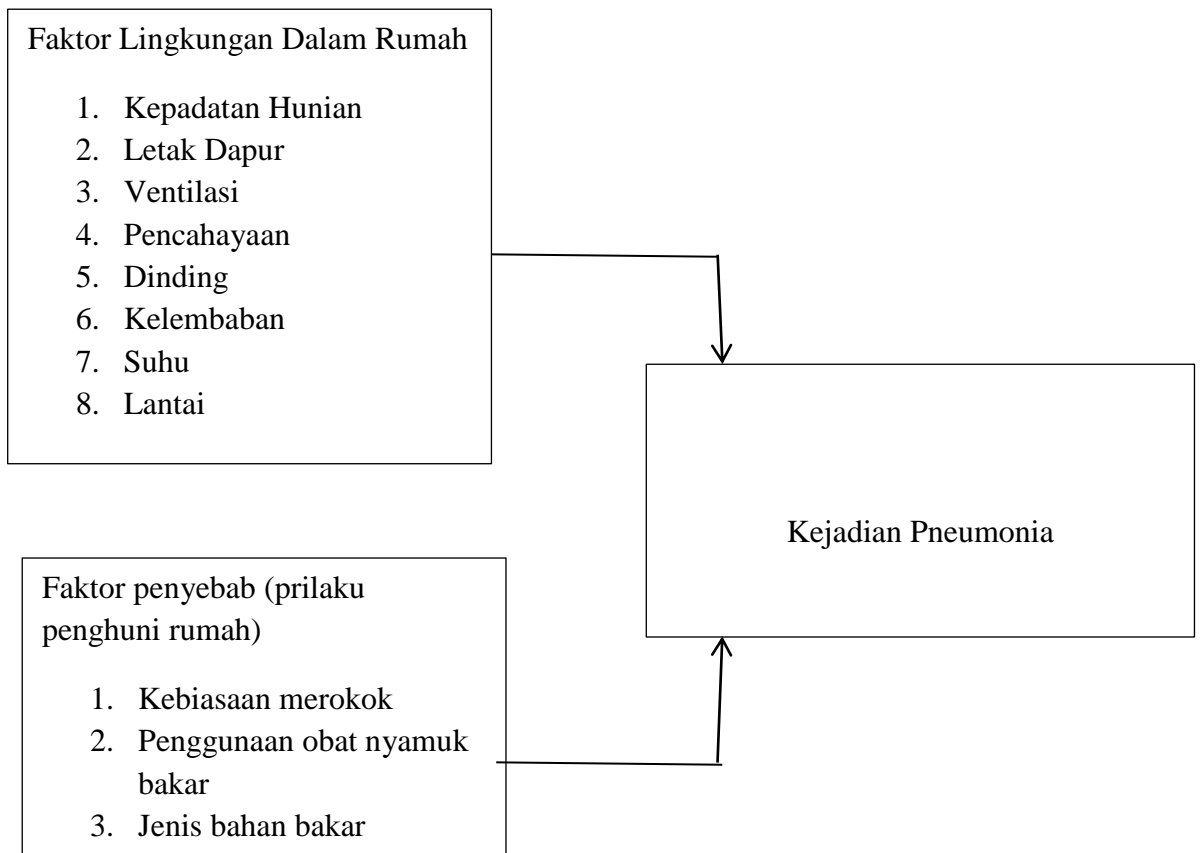 Faktor Lingkungan Dalam Rumah
1. Kepadatan Hunian
2. Letak Dapur
3. Ventilasi
4. Pencahayaan
5. Dinding
6. Kelembaban
7. Suhu
8. Lantai
Kejadian Pneumonia
Faktor penyebab (prilaku
penghuni rumah)
1. Kebiasaan merokok
2. Penggunaan obat nyamuk
bakar
3. Jenis bahan bakar